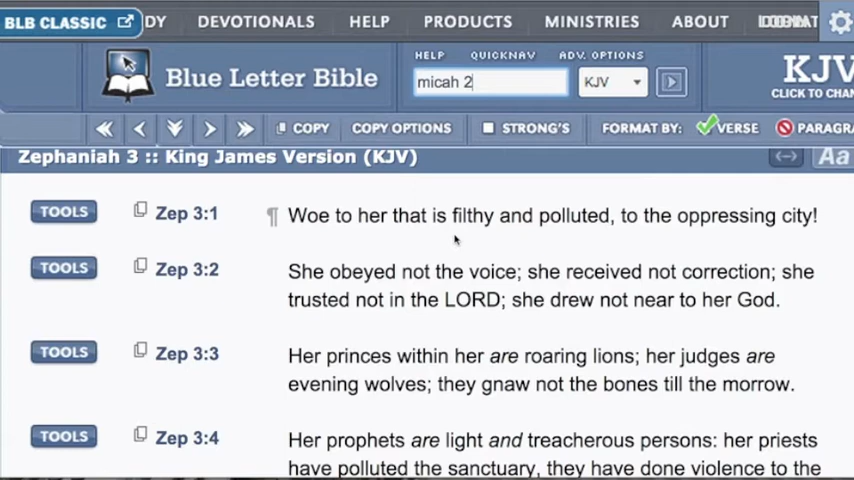 BLB CLASSIC
DY DEVOTIONALS HELP PRODUCTS MINISTRIES ABOUT
HELP QUICKNAV ADV. OPTIONS
Blue Letter Bible
micah 2
KJV
KJV
CLICK TO CHAN
COPY COPY OPTIONS STRONG'S FORMAT BY: VERSE PARAGRA
Zephaniah 3 :: King James Version (KJV)
Aa
TOOLS Zep 3:1 ¶ Woe to her that is filthy and polluted, to the oppressing city!
TOOLS Zep 3:2 She obeyed not the voice; she received not correction; she
trusted not in the LORD; she drew not near to her God.
TOOLS Zep 3:3 Her princes within her are roaring lions; her judges are
evening wolves; they gnaw not the bones till the morrow.
TOOLS Zep 3:4 Her prophets are light and treacherous persons: her priests
have polluted the sanctuary, they have done violence to the